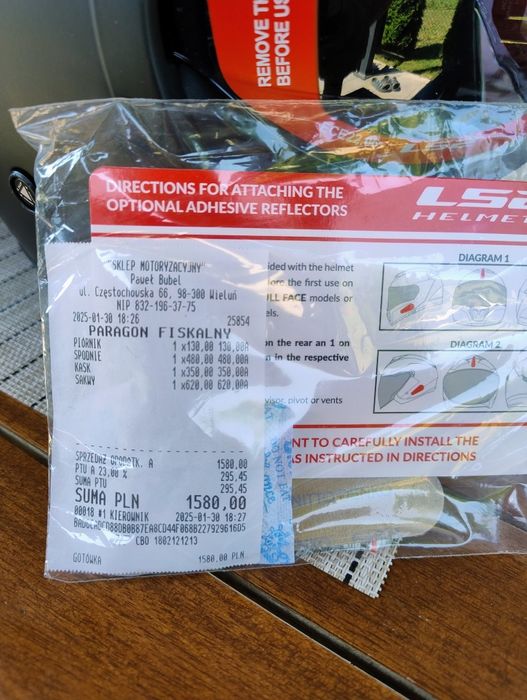 REMOVE
BEFORE US
DIRECTIONS FOR ATTACHING THE
OPTIONAL ADHESIVE REFLECTORS
LS2
HELME
"SKLEP MOTORYZACYJNY"
Paweł Bubel
ul. Częstochowska 66, 98-300 Wieluń
NIP 832-196-37-75
2025-01-30 18:26 25854
PARAGON FISKALNY
PIÓRNIK 1 x130,00 130,00A
SPODNIE 1 x480,00 480,00A
KASK 1 x350,00 350,00A
SAKWY 1 x620,00 620,00A
SPRZEDAŻ OPODATK. A 1580,00
PTU A 23,00 % 295,45
SUMA PTU 295,45
SUMA PLN 1580,00
00018 #1 KIEROWNIK 2025-01-30 18:27
CBO 1802121213
GOTÓWKA 1580,00 PLN
ided with the helmet
ore the first use on
ULL FACE models or
els.
on the rear an 1 on
n in the respective
visor, pivot or vents
DIAGRAM 1
DIAGRAM 2
NT TO CAREFULLY INSTALL THE
AS INSTRUCTED IN DIRECTIONS